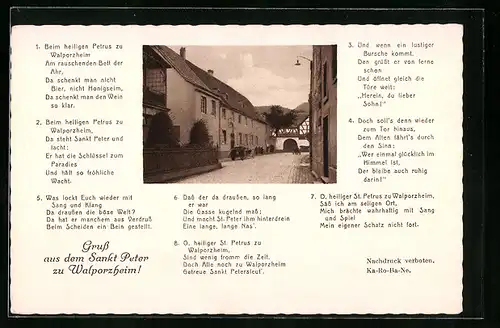 1. Beim heiligen Petrus zu
Walporzheim
Am rauschenden Bett der
Ahr,
Da schenkt man nicht
Bier, nicht Honigseim,
Da schenkt man den Wein
so klar.
2. Beim heiligen Petrus zu
Walporzheim,
Da steht Sankt Peter und
lacht:
Er hat die Schlüssel zum
Paradies
Und hält so fröhliche
Wacht.
3. Und wenn ein lustiger
Bursche kommt,
Den grüßt er von ferne
schon
Und öffnet gleich die
Türe weit:
„Herein, du lieber
Sohn!"
4. Doch soll's denn wieder
zum Tor hinaus,
Dem Alten fährt's durch
den Sinn:
„Wer einmal glücklich im
Himmel ist,
Der bleibe auch ruhig
darin!"
5. Was lockt Euch wieder mit
Sang und Klang
Da draußen die böse Welt?
Da hat er manchem aus Verdruß
Beim Scheiden ein Bein gestellt.
6 Daß der da draußen, so lang
er war
Die Gasse kugelnd maß;
Und macht St. Peter ihm hinterdrein
Eine lange, lange Nas'.
7. O, heiliger St. Petrus zu Walporzheim,
Säß ich am seligen Ort,
Mich brächte wahrhaftig mit Sang
und Spiel
Mein eigener Schatz nicht fort.
8. O, heiliger St. Petrus zu
Walporzheim,
Sind wenig fromm die Zeit,
Doch Alle noch zu Walporzheim
Getreue Sankt Petersleut'.
Gruß
aus dem Sankt Peter
zu Walporzheim!
Nachdruck verboten.
Ka-Ro-Ba-Ne.